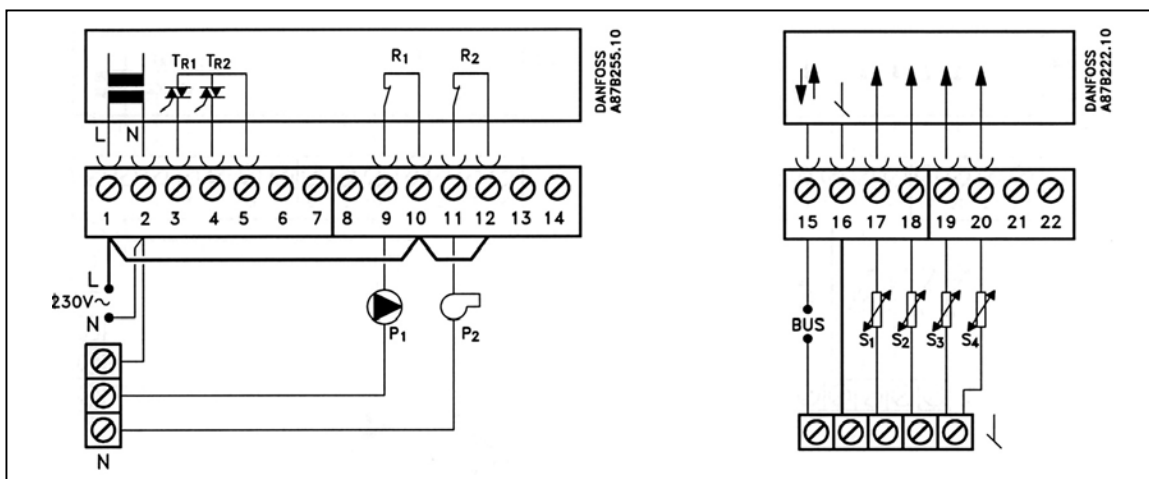 TR1 TR2
R1
R2
L N
DANFOSS
A87B255.10
1 2 3 4 5 6 7 8 9 10 11 12 13 14
L
230V~
N
P1
P2
N
DANFOSS
A87B222.10
15 16 17 18 19 20 21 22
BUS
S1 S2 S3 S4